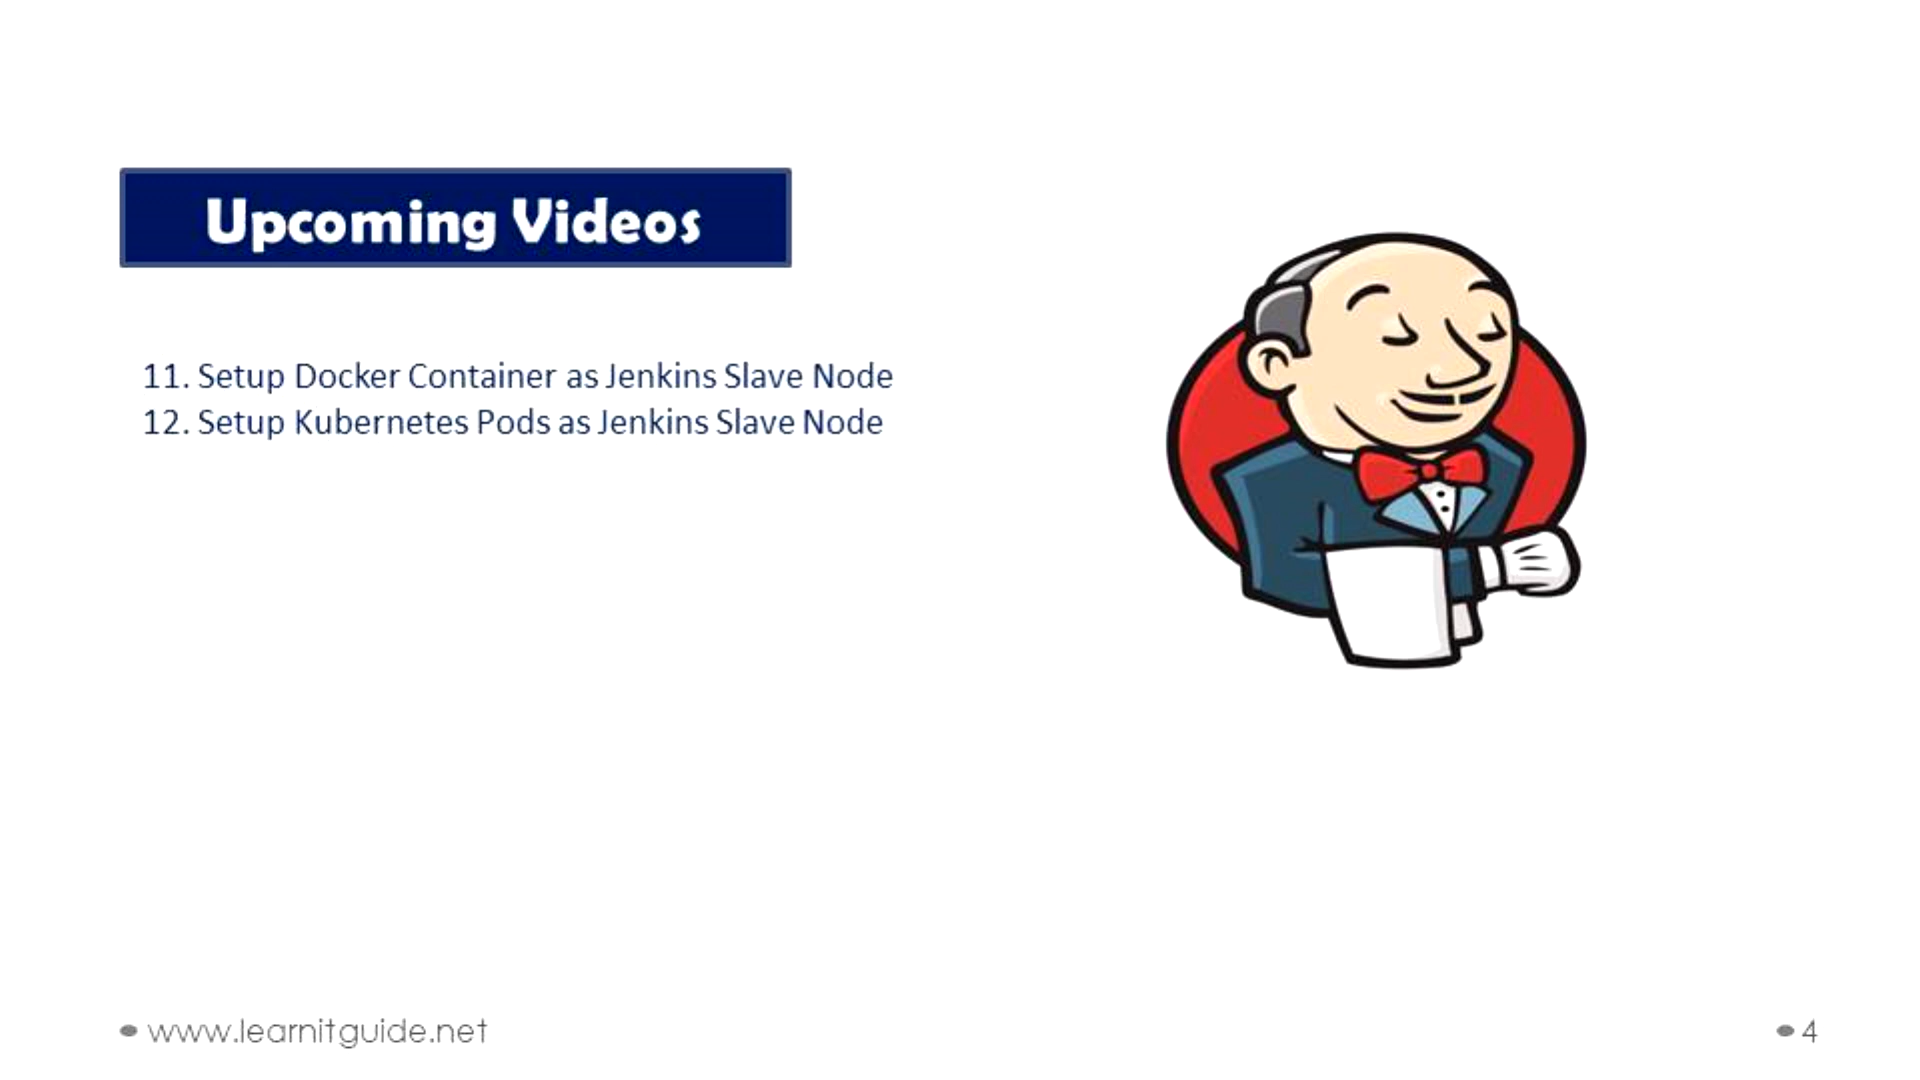 Upcoming Videos
11. Setup Docker Container as Jenkins Slave Node
12. Setup Kubernetes Pods as Jenkins Slave Node
www.learnitguide.net
4